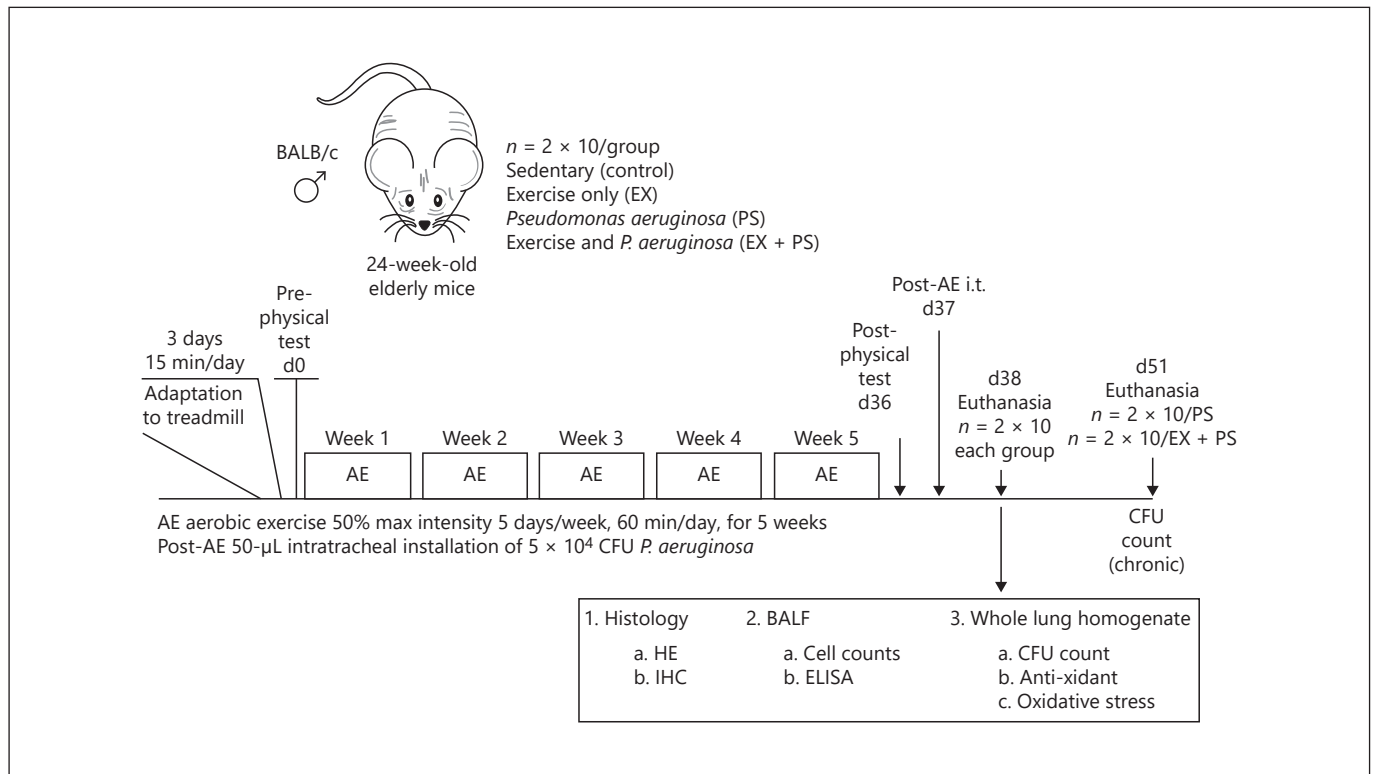 BALB/c
n = 2 × 10/group
Sedentary (control)
Exercise only (EX)
Pseudomonas aeruginosa (PS)
Exercise and P. aeruginosa (EX + PS)
24-week-old
elderly mice
3 days
15 min/day
Adaptation
to treadmill
Pre-
physical
test
d0
Week 1
AE
Week 2
AE
Week 3
AE
Week 4
AE
Week 5
AE
Post-
physical
test
d36
Post-AE i.t.
d37
d38
Euthanasia
n = 2 × 10
each group
d51
Euthanasia
n = 2 × 10/PS
n = 2 × 10/EX + PS
AE aerobic exercise 50% max intensity 5 days/week, 60 min/day, for 5 weeks
Post-AE 50-μL intratracheal installation of 5 × 10⁴ CFU P. aeruginosa
CFU
count
(chronic)
1. Histology
a. HE
b. IHC
2. BALF
a. Cell counts
b. ELISA
3. Whole lung homogenate
a. CFU count
b. Anti-xidant
c. Oxidative stress